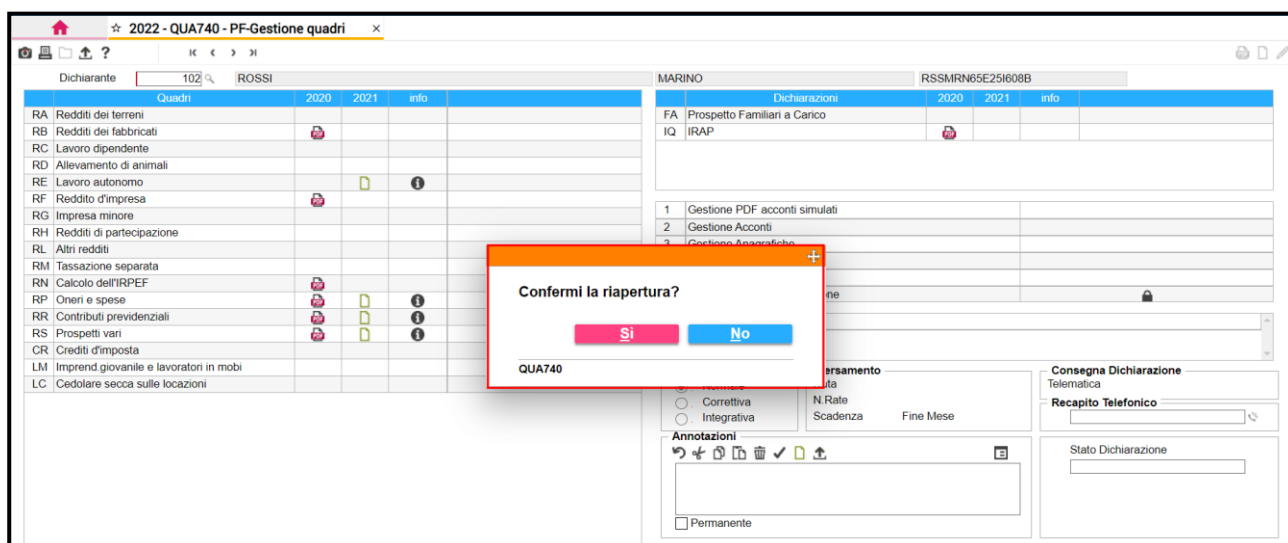 2022 - QUA740 - PF-Gestione quadri
Dichiarante 102 ROSSI MARINO RSSMRN65E25I608B
Quadri 2020 2021 info
RA Redditi dei terreni
RB Redditi dei fabbricati
RC Lavoro dipendente
RD Allevamento di animali
RE Lavoro autonomo
RF Reddito d'impresa
RG Impresa minore
RH Redditi di partecipazione
RL Altri redditi
RM Tassazione separata
RN Calcolo dell'IRPEF
RP Oneri e spese
RR Contributi previdenziali
RS Prospetti vari
CR Crediti d'imposta
LM Imprend.giovanile e lavoratori in mobi
LC Cedolare secca sulle locazioni
Dichiarazioni 2020 2021 info
FA Prospetto Familiari a Carico
IQ IRAP
1 Gestione PDF acconti simulati
2 Gestione Acconti
3 Gestione Anagrafiche
Confermi la riapertura?
Sì No
QUA740
Normale
Correttiva
Integrativa
N.Rate
Scadenza Fine Mese
Consegna Dichiarazione
Telematica
Recapito Telefonico
Annotazioni
Permanente
Stato Dichiarazione